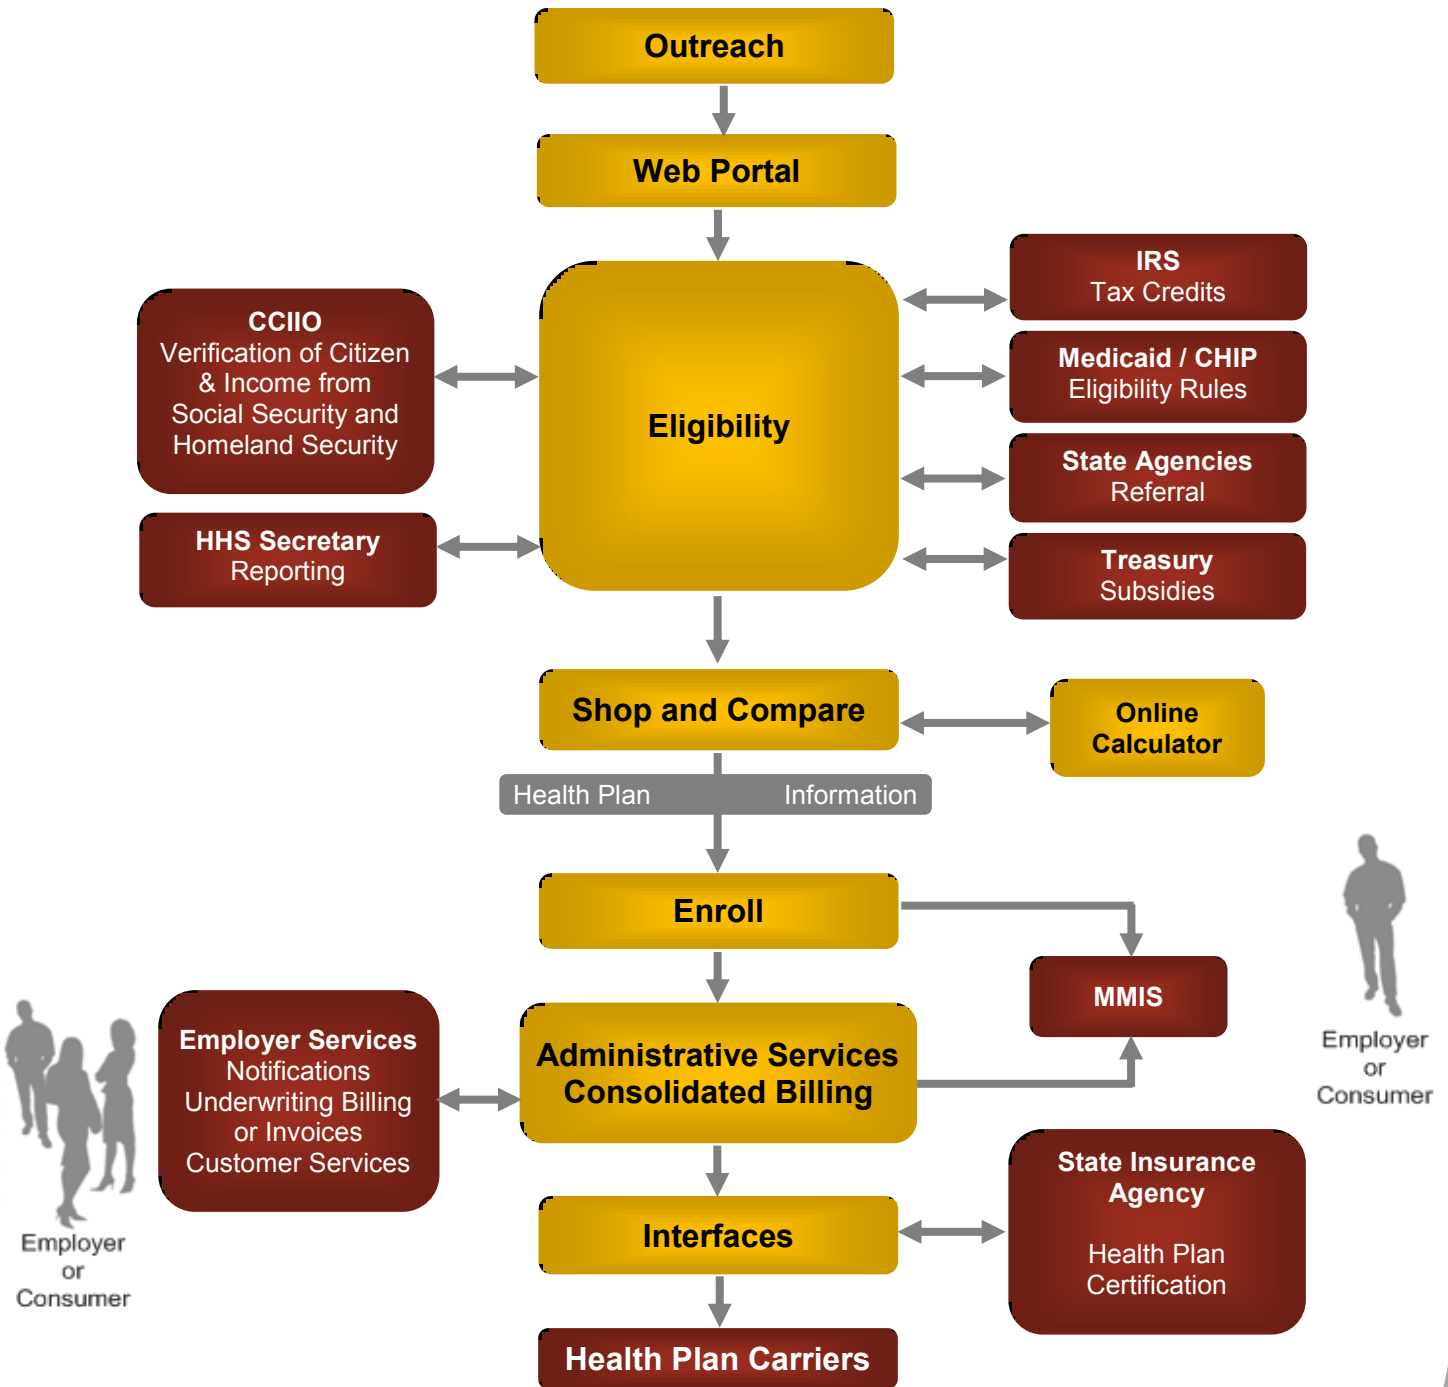 Outreach
Web Portal
IRS
Tax Credits
CCIIO
Verification of Citizen
& Income from
Social Security and
Homeland Security
Medicaid / CHIP
Eligibility Rules
Eligibility
State Agencies
Referral
HHS Secretary
Reporting
Treasury
Subsidies
Shop and Compare
Online
Calculator
Health Plan Information
Enroll
MMIS
Employer
or
Consumer
Employer Services
Notifications
Underwriting Billing
or Invoices
Customer Services
Administrative Services
Consolidated Billing
State Insurance
Agency
Health Plan
Certification
Interfaces
Employer
or
Consumer
Health Plan Carriers